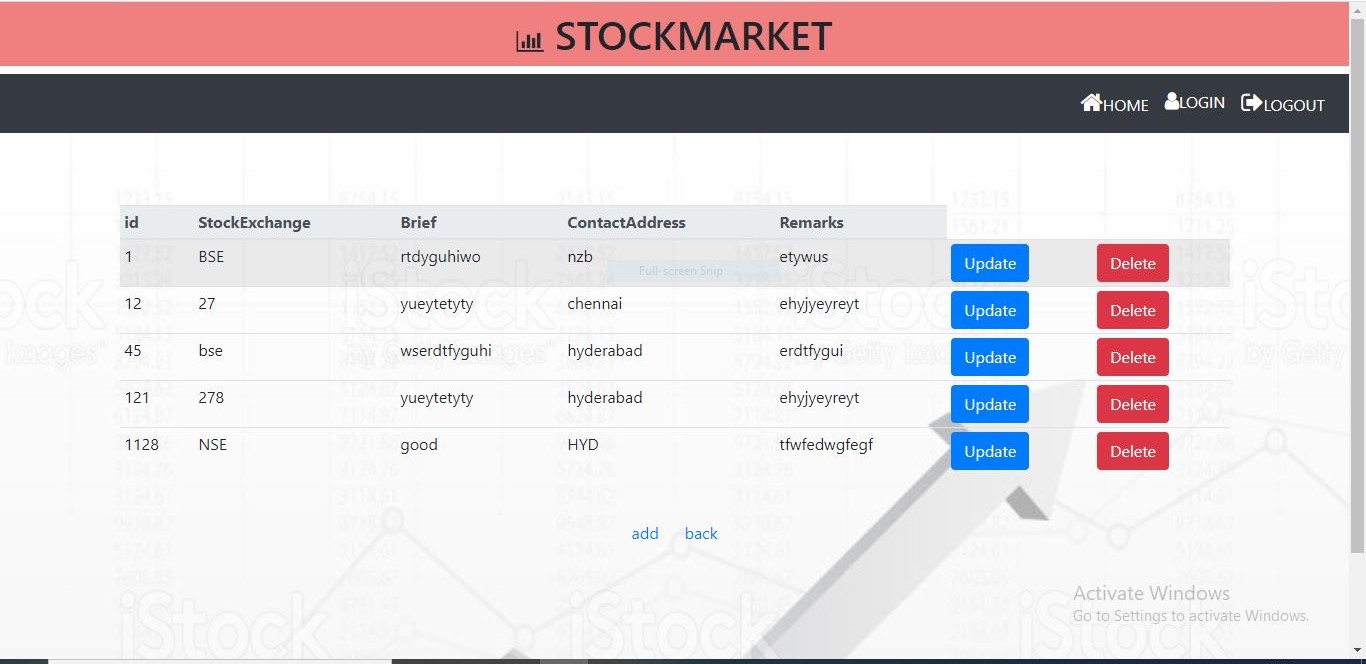 STOCKMARKET
HOME LOGIN LOGOUT
id StockExchange Brief ContactAddress Remarks
1 BSE rtdyguhiwo nzb etywus Update Delete
Full-screen Snip
12 27 yueytetyty chennai ehyjyeyreyt Update Delete
45 bse wserdtfyguhi hyderabad erdtfygui Update Delete
121 278 yueytetyty hyderabad ehyjyeyreyt Update Delete
1128 NSE good HYD tfwfedwgfegf Update Delete
add back
Activate Windows
Go to Settings to activate Windows.
iStock iStock iStock